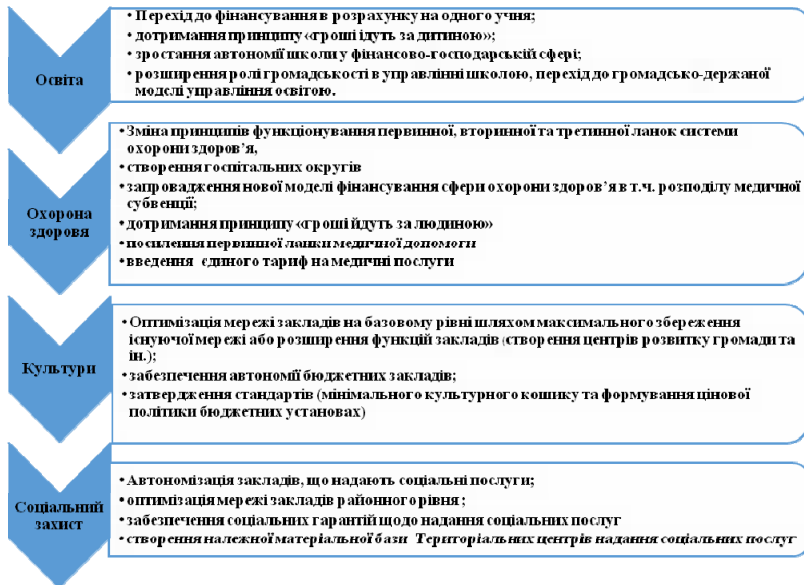 • Перехід до фінансування в розрахунку на одного учня;
• дотримання принципу «гроші ідуть за дитиною»;
• зростання автономії школи у фінансово-господарській сфері;
• розширення ролі громадськості в управлінні школою, перехід до громадсько-держаної
моделі управління освітою.
Освіта
• Зміна принципів функціонування первинної, вторинної та третинної ланок системи
охорони здоров'я,
• створення госпітальних округів
• запровадження нової моделі фінансування сфери охорони здоров'я в т.ч. розподілу медичної
субвенції;
• дотримання принципу «гроші йдуть за людиною»
• посилення первинної ланки медичної допомоги
• введення єдиного тариф на медичні послуги
Охорона
здоровя
• Оптимізація мережі закладів на базовому рівні шляхом максимального збереження
існуючої мережі або розширення функцій закладів (створення центрів розвитку громади та
ін.);
• забезпечення автономії бюджетних закладів;
• затвердження стандартів (мінімального культурного кошику та формування цінової
політики бюджетних установах)
Культури
• Автономізація закладів, що надають соціальні послуги;
• оптимізація мережі закладів районного рівня ;
• забезпечення соціальних гарантій щодо надання соціальних послуг
• створення належної матеріальної бази Територіальних центрів надання соціальних послуг
Соціальний
захист